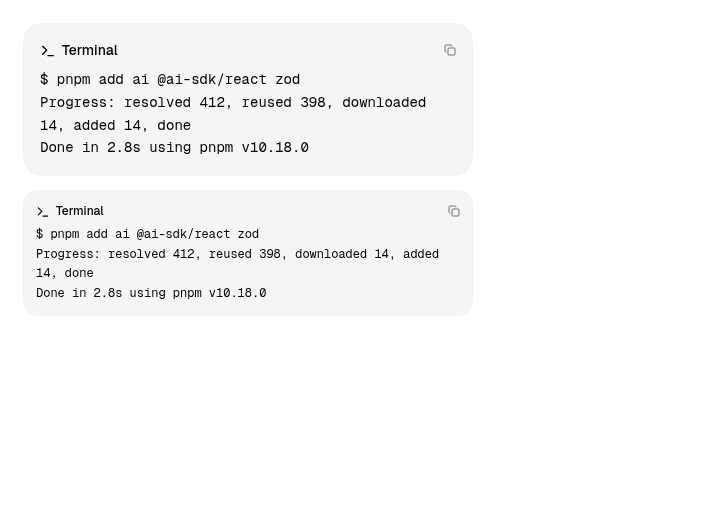 Terminal
$ pnpm add ai @ai-sdk/react zod
Progress: resolved 412, reused 398, downloaded
14, added 14, done
Done in 2.8s using pnpm v10.18.0
Terminal
$ pnpm add ai @ai-sdk/react zod
Progress: resolved 412, reused 398, downloaded 14, added
14, done
Done in 2.8s using pnpm v10.18.0